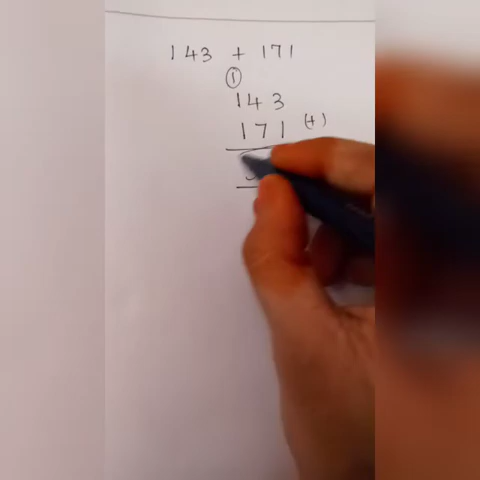 143 + 171
①
143
171 (+)